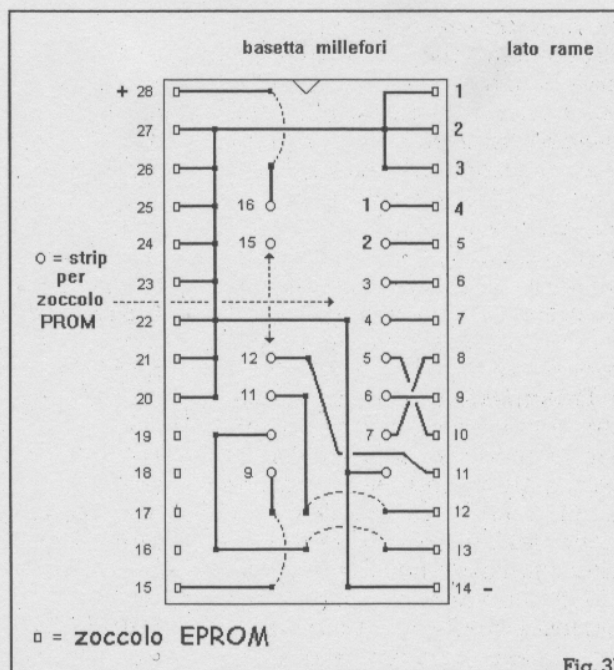 basetta millefori lato rame
+ 28 1
27 2
26 3
25 16 1 4
24 15 2 5
○ = strip
per
zoccolo
PROM
23 3 6
22 4 7
21 12 5 8
20 11 6 9
19 7 10
18 9 11
17 12
16 13
15 14 -
□ = zoccolo EPROM
Fig. 3